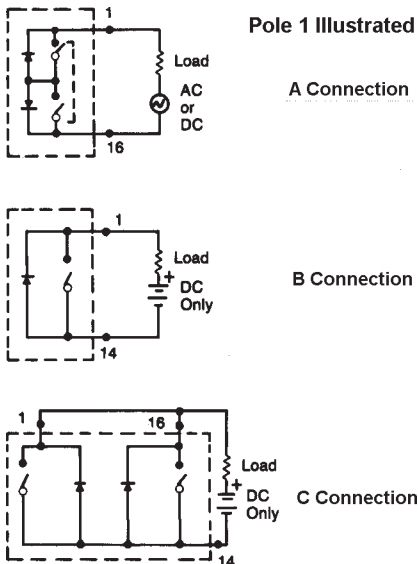 Pole 1 Illustrated
1
Load
AC
or
DC
16
A Connection
1
Load
+
DC
Only
14
B Connection
1
16
Load
+
DC
Only
14
C Connection